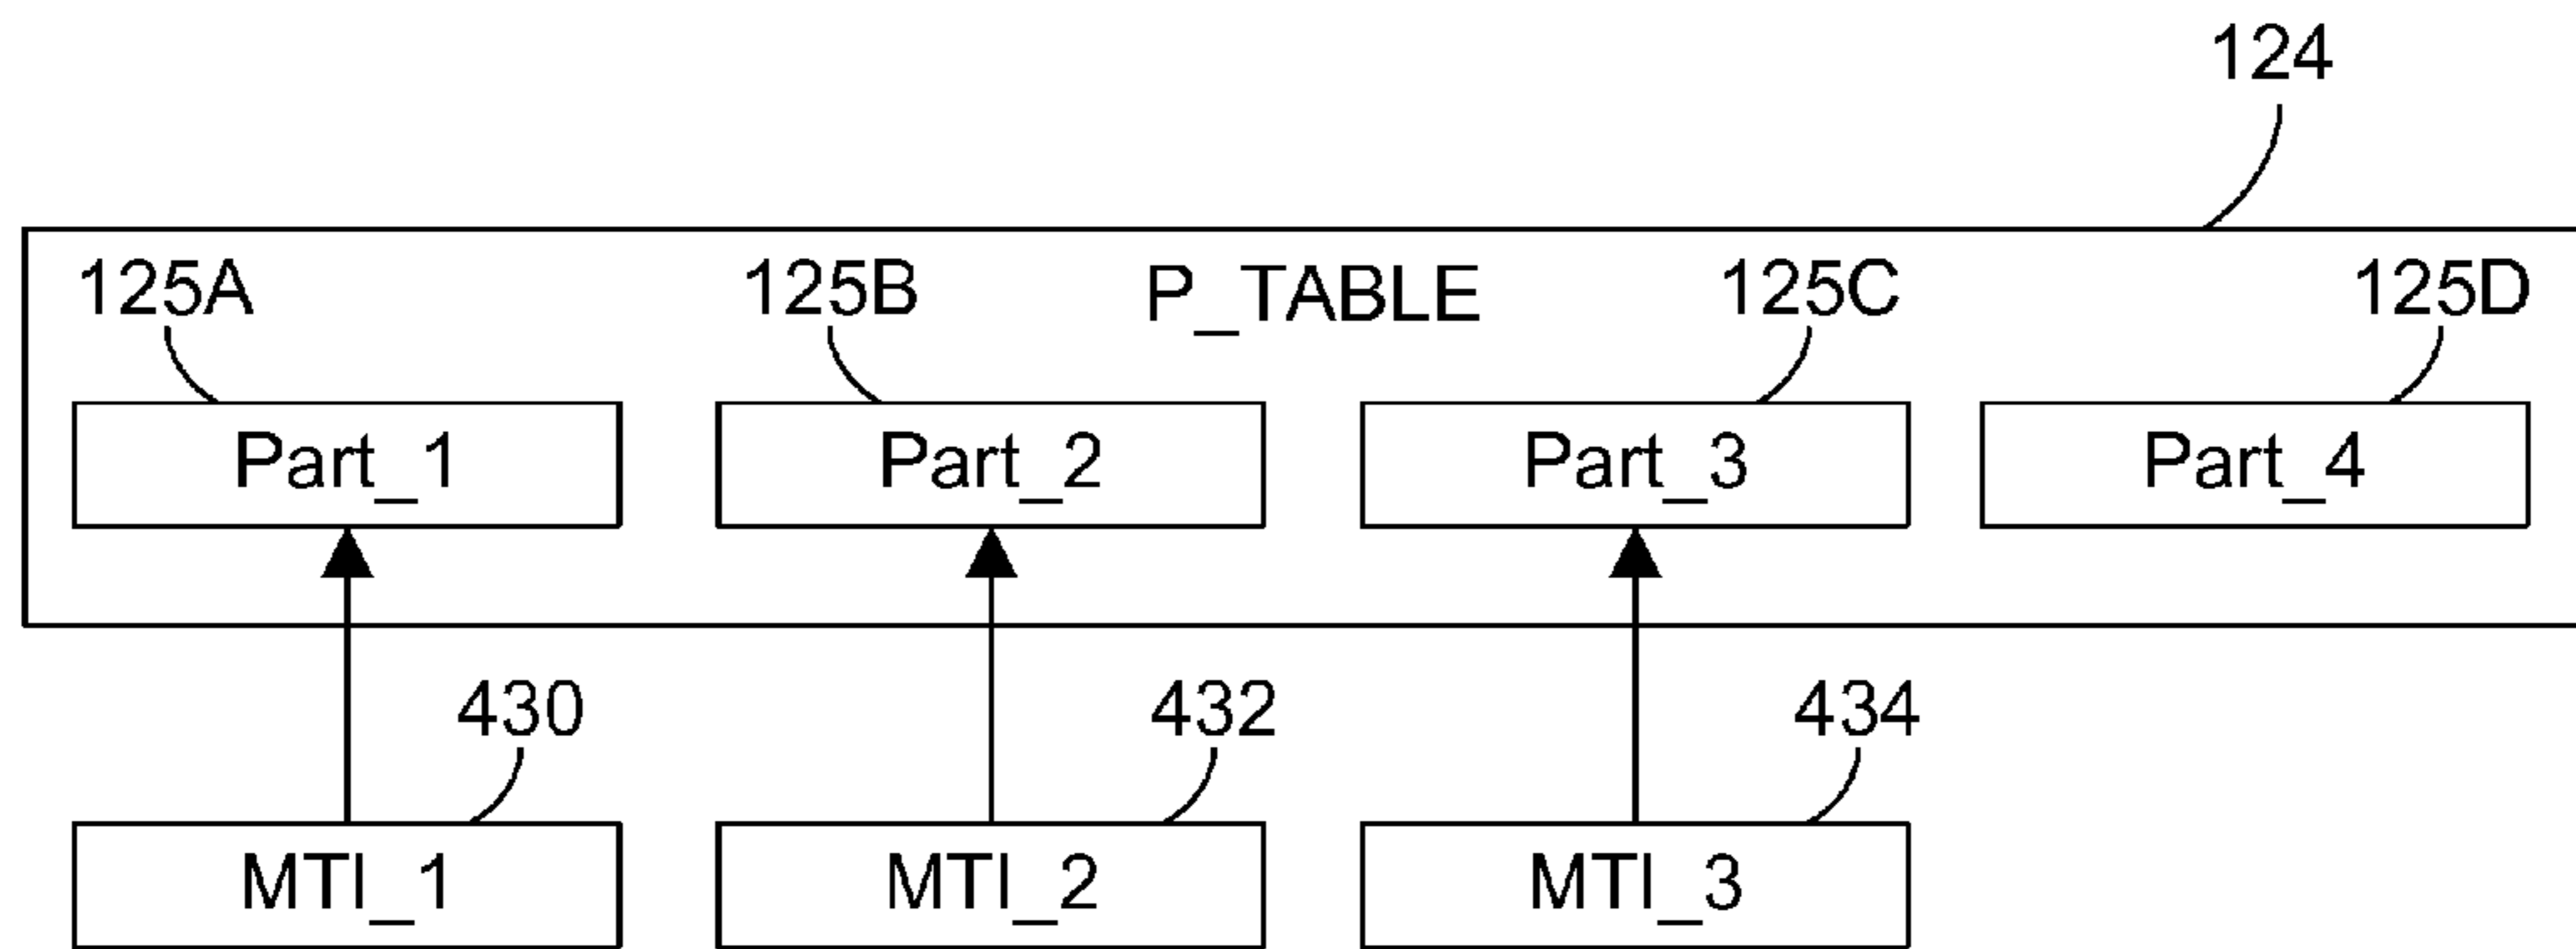 124
125A 125B P_TABLE 125C 125D
Part_1 Part_2 Part_3 Part_4
430 432 434
MTI_1 MTI_2 MTI_3